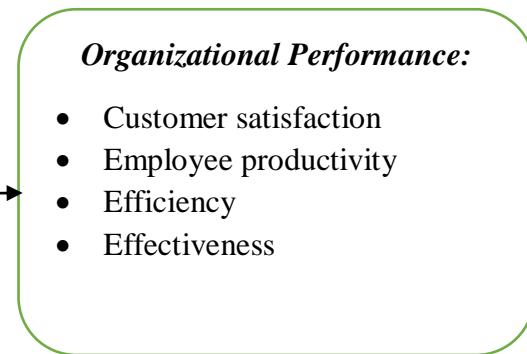 Organizational Performance:
• Customer satisfaction
• Employee productivity
• Efficiency
• Effectiveness